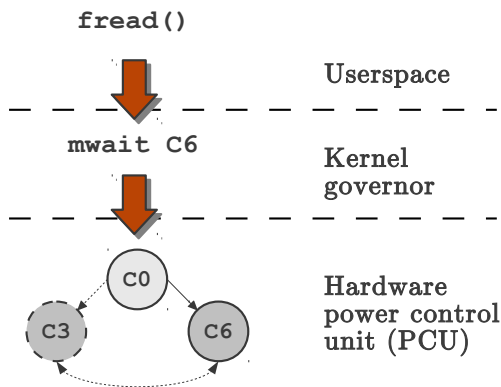 fread()
Userspace
mwait C6
Kernel
governor
C0
C3
C6
Hardware
power control
unit (PCU)